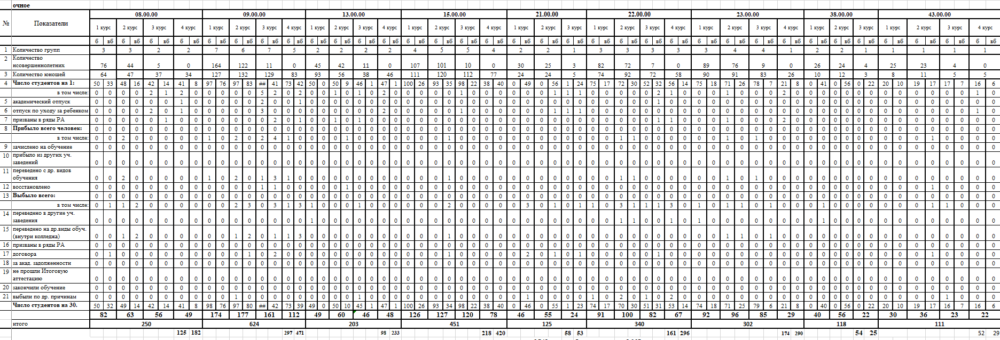 очное
№ Показатели 08.00.00 09.00.00 13.00.00 15.00.00 21.00.00 22.00.00 23.00.00 38.00.00 43.00.00
1 курс 2 курс 3 курс 4 курс 1 курс 2 курс 3 курс 4 курс 1 курс 2 курс 3 курс 4 курс 1 курс 2 курс 3 курс 4 курс 1 курс 2 курс 3 курс 1 курс 2 курс 3 курс 4 курс 1 курс 2 курс 3 курс 4 курс 1 курс 2 курс 3 курс 1 курс 2 курс 3 курс 4 курс
б вб б вб б вб б вб б вб б вб б вб б вб б вб б вб б вб б вб б вб б вб б вб б вб б вб б вб б вб б вб б вб б вб б вб б вб б вб б вб б вб б вб б вб б вб б вб б вб б вб б вб
1 Количество групп 3 3 2 2 7 6 7 5 2 2 2 2 4 5 5 4 2 2 1 3 3 3 3 3 4 4 1 2 2 1 1 1 1 1
2 Количество
нсовершеннолетних 76 44 5 0 164 122 11 0 45 42 11 0 107 101 10 0 30 25 3 82 72 7 0 89 76 9 0 26 24 4 25 23 4 0
3 Количество юношей 64 47 37 34 127 132 129 83 93 56 38 46 111 120 112 77 24 24 5 74 92 72 58 90 91 83 26 10 12 3 8 11 5 5
4 Число студентов на 1: 50 33 48 16 42 14 41 8 97 76 97 83 ## 41 73 42 50 0 50 9 46 1 47 1 100 26 93 35 98 22 38 40 0 49 0 56 1 24 75 17 72 30 52 32 56 14 75 18 71 26 78 7 21 8 0 41 0 56 0 22 20 10 19 17 17 7 16 6
в том числе: 0 0 0 0 2 1 2 0 0 0 0 0 5 2 0 2 0 0 1 0 1 0 2 0 0 0 0 0 1 0 0 0 0 0 0 1 1 1 0 0 0 0 0 2 1 0 0 0 1 0 0 0 2 0 0 0 0 0 0 0 0 0 0 0 0 0 1 0
5 академический отпуск 0 0 0 0 0 0 1 0 0 0 0 0 2 0 0 1 0 0 0 0 0 0 0 0 0 0 0 0 0 0 0 0 0 0 0 0 0 0 0 0 0 0 0 1 0 0 0 0 0 0 0 0 0 0 0 0 0 0 0 0 0 0 0 0 0 0 0 0
6 отпуск по уходу за ребенком 0 0 0 0 2 0 1 0 0 0 0 0 3 0 0 0 0 0 0 0 0 0 2 0 0 0 0 0 1 0 0 0 0 0 0 1 1 1 0 0 0 0 0 0 0 0 0 0 0 0 0 0 0 0 0 0 0 0 0 0 0 0 0 0 0 0 1 0
7 призваны в ряды РА 0 0 0 0 0 1 0 0 0 0 0 0 0 2 0 1 0 0 1 0 1 0 0 0 0 0 0 0 0 0 0 0 0 0 0 0 0 0 0 0 0 0 0 1 1 0 0 0 1 0 0 0 2 0 0 0 0 0 0 0 0 0 0 0 0 0 0 0
8 Прибыло всего человек: 0 0 0 0 0 0 0 0 0 0 0 0 0 0 0 0 0 0 0 0 0 0 0 0 0 0 0 0 0 0 0 0 0 0 0 0 0 0 0 0 0 0 0 0 0 0 0 0 0 0 0 0 0 0 0 0 0 0 0 0 0 0 0 0 0 0 0 0
в том числе: 0 0 2 0 0 0 0 0 1 0 2 0 2 4 1 0 0 0 0 1 0 0 0 0 0 0 0 1 0 0 0 0 0 0 0 0 0 0 0 0 1 1 0 0 0 0 0 0 1 0 1 0 0 0 0 0 0 0 0 0 0 0 0 1 0 0 0 0
9 зачислено на обучение 0 0 0 0 0 0 0 0 0 0 0 0 0 0 0 0 0 0 0 0 0 0 0 0 0 0 0 0 0 0 0 0 0 0 0 0 0 0 0 0 0 0 0 0 0 0 0 0 0 0 0 0 0 0 0 0 0 0 0 0 0 0 0 0 0 0 0 0
10 прибыло из других уч.
заведений 0 0 0 0 0 0 0 0 0 0 0 0 0 0 0 0 0 0 0 0 0 0 0 0 0 0 0 0 0 0 0 0 0 0 0 0 0 0 0 0 0 0 0 0 0 0 0 0 0 0 0 0 0 0 0 0 0 0 0 0 0 0 0 0 0 0 0 0
11 переведено с др. видов
обучения 0 0 2 0 0 0 0 0 1 0 2 0 1 3 1 0 0 0 0 0 0 0 0 0 0 0 0 1 0 0 0 0 0 0 0 0 0 0 0 0 1 1 0 0 0 0 0 0 1 0 1 0 0 0 0 0 0 0 0 0 0 0 0 0 0 0 0 0
12 восстановлено 0 0 0 0 0 0 0 0 0 0 0 0 1 1 0 0 0 0 0 1 0 0 0 0 0 0 0 0 0 0 0 0 0 0 0 0 0 0 0 0 0 0 0 0 0 0 0 0 0 0 0 0 0 0 0 0 0 0 0 0 0 0 0 1 0 0 0 0
13 Выбыло всего: 0 0 0 0 0 0 0 0 0 0 0 0 0 0 0 0 0 0 0 0 0 0 0 0 0 0 0 0 0 0 0 0 0 0 0 0 0 0 0 0 0 0 0 0 0 0 0 0 0 0 0 0 0 0 0 0 0 0 0 0 0 0 0 0 0 0 0 0
в том числе: 0 1 1 2 0 0 0 0 0 0 2 3 0 3 1 3 1 0 0 0 1 0 0 0 0 0 0 2 0 0 0 0 0 3 0 1 0 1 1 0 3 1 1 1 3 0 1 0 1 1 0 1 0 0 0 1 0 0 0 0 0 0 0 1 1 0 0 0
14 переведено в другие уч.
заведения 0 0 0 0 0 0 0 0 0 0 0 0 0 0 0 0 1 0 0 0 0 0 0 0 0 0 0 0 0 0 0 0 0 0 0 0 0 0 0 0 1 1 0 0 1 0 1 0 0 0 0 0 0 0 0 1 0 0 0 0 0 0 0 0 0 0 0 0
15 переведено на др.виды обуч.
(внутри колледжа) 0 0 1 2 0 0 0 0 0 0 1 2 0 1 1 3 0 0 0 0 0 0 0 0 0 0 0 1 0 0 0 0 0 0 0 0 0 0 0 0 0 0 0 0 0 0 0 0 1 1 0 1 0 0 0 0 0 0 0 0 0 0 0 0 0 0 0 0
16 призваны в ряды РА 0 0 0 0 0 0 0 0 0 0 0 0 0 0 0 0 0 0 0 0 0 0 0 0 0 0 0 0 0 0 0 0 0 0 0 0 0 0 0 0 0 0 0 0 0 0 0 0 0 0 0 0 0 0 0 0 0 0 0 0 0 0 0 0 0 0 0 0
17 договора 0 1 0 0 0 0 0 0 0 0 0 1 0 2 0 0 0 0 0 0 0 0 0 0 0 0 0 1 0 0 0 0 0 2 0 1 0 1 0 0 0 0 0 1 0 0 0 0 0 0 0 0 0 0 0 0 0 0 0 0 0 0 0 1 0 0 0 0
18 за акад. задолженности 0 0 0 0 0 0 0 0 0 0 0 0 0 0 0 0 0 0 0 0 0 0 0 0 0 0 0 0 0 0 0 0 0 0 0 0 0 0 0 0 0 0 0 0 0 0 0 0 0 0 0 0 0 0 0 0 0 0 0 0 0 0 0 0 0 0 0 0
19 не прошли Итоговую
аттестацию 0 0 0 0 0 0 0 0 0 0 0 0 0 0 0 0 0 0 0 0 0 0 0 0 0 0 0 0 0 0 0 0 0 0 0 0 0 0 0 0 0 0 0 0 0 0 0 0 0 0 0 0 0 0 0 0 0 0 0 0 0 0 0 0 0 0 0 0
20 закончили обучение 0 0 0 0 0 0 0 0 0 0 0 0 0 0 0 0 0 0 0 0 0 0 0 0 0 0 0 0 0 0 0 0 0 0 0 0 0 0 0 0 0 0 0 0 0 0 0 0 0 0 0 0 0 0 0 0 0 0 0 0 0 0 0 0 0 0 0 0
21 выбыли по др. причинам 0 0 0 0 0 0 0 0 0 0 1 0 0 0 0 0 0 0 0 0 1 0 0 0 0 0 0 0 0 0 0 0 0 1 0 0 0 0 1 0 2 0 1 0 2 0 0 0 0 0 0 0 0 0 0 0 0 0 0 0 0 0 0 0 1 0 0 0
Число студентов на 30. 50 32 49 14 42 14 41 8 98 76 97 80 ## 42 73 39 49 0 50 10 45 1 47 1 100 26 93 34 98 22 38 40 0 46 0 55 1 23 74 17 70 30 51 31 53 14 74 18 71 25 79 6 21 8 0 40 0 56 0 22 20 10 19 17 16 7 16 6
82 63 56 49 174 177 161 112 49 60 46 48 126 127 120 78 46 55 24 91 100 82 67 92 96 85 29 40 56 22 30 36 23 22
итого 250 624 203 451 125 340 302 118 111
125 182 297 471 98 233 218 420 58 53 161 296 174 290 54 25 52 29